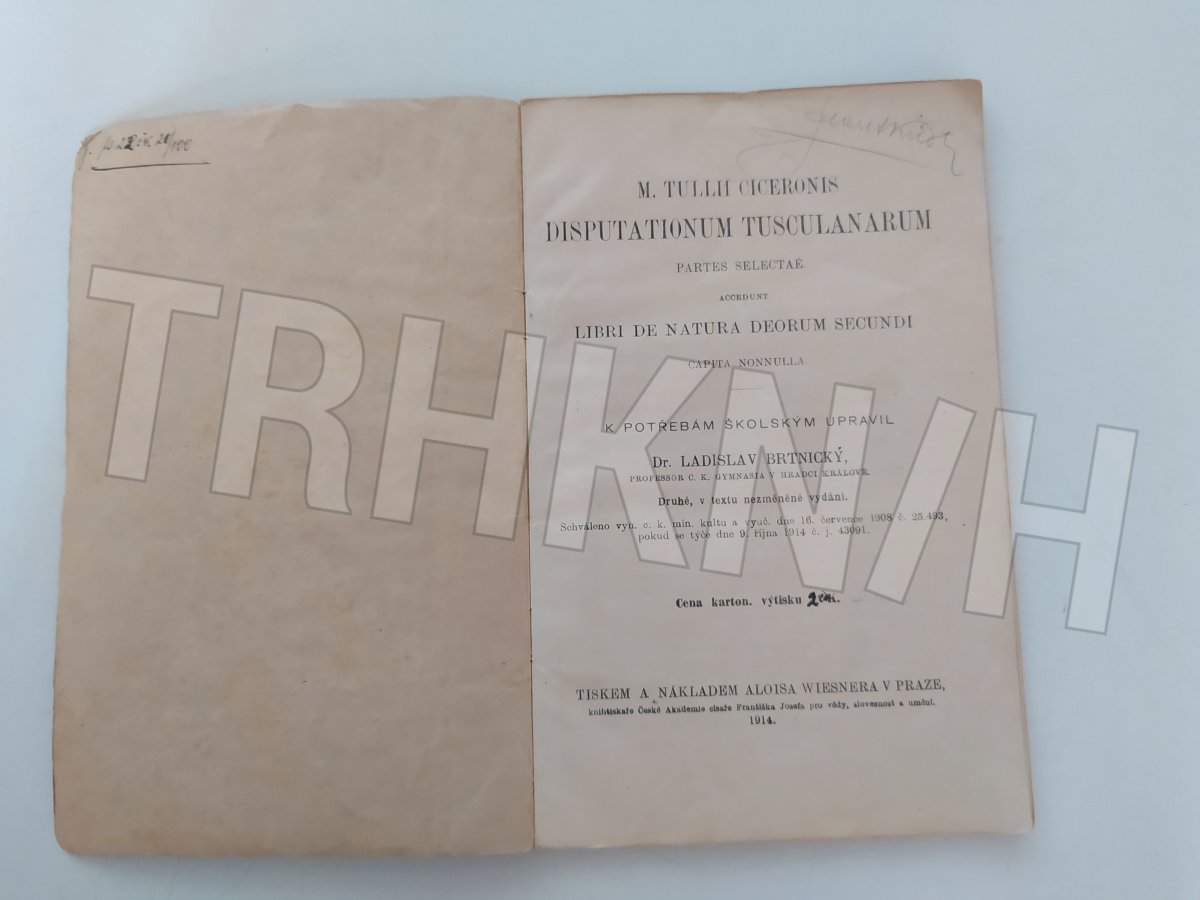 M. TULLII CICERONIS
DISPUTATIONUM TUSCULANARUM
PARTES SELECTAE
ACCEDUNT
LIBRI DE NATURA DEORUM SECUNDI
CAPITA NONNULLA
K POTŘEBÁM ŠKOLSKÝM UPRAVIL
Dr. LADISLAV BRTNICKÝ,
PROFESSOR C. K. GYMNASIA V HRADCI KRÁLOVÉ.
Druhé, v textu nezměněné vydání.
Schváleno vyn. c. k. min. kultu a vyuč. dne 16. července 1908 č. 25.493,
pokud se týče dne 9. října 1914 č. j. 43091.
Cena karton. výtisku 2 K.
TISKEM A NÁKLADEM ALOISA WIESNERA V PRAZE,
knihtiskaře České Akademie císaře Františka Josefa pro vědy, slovesnost a umění.
1914.
TRHKNIH